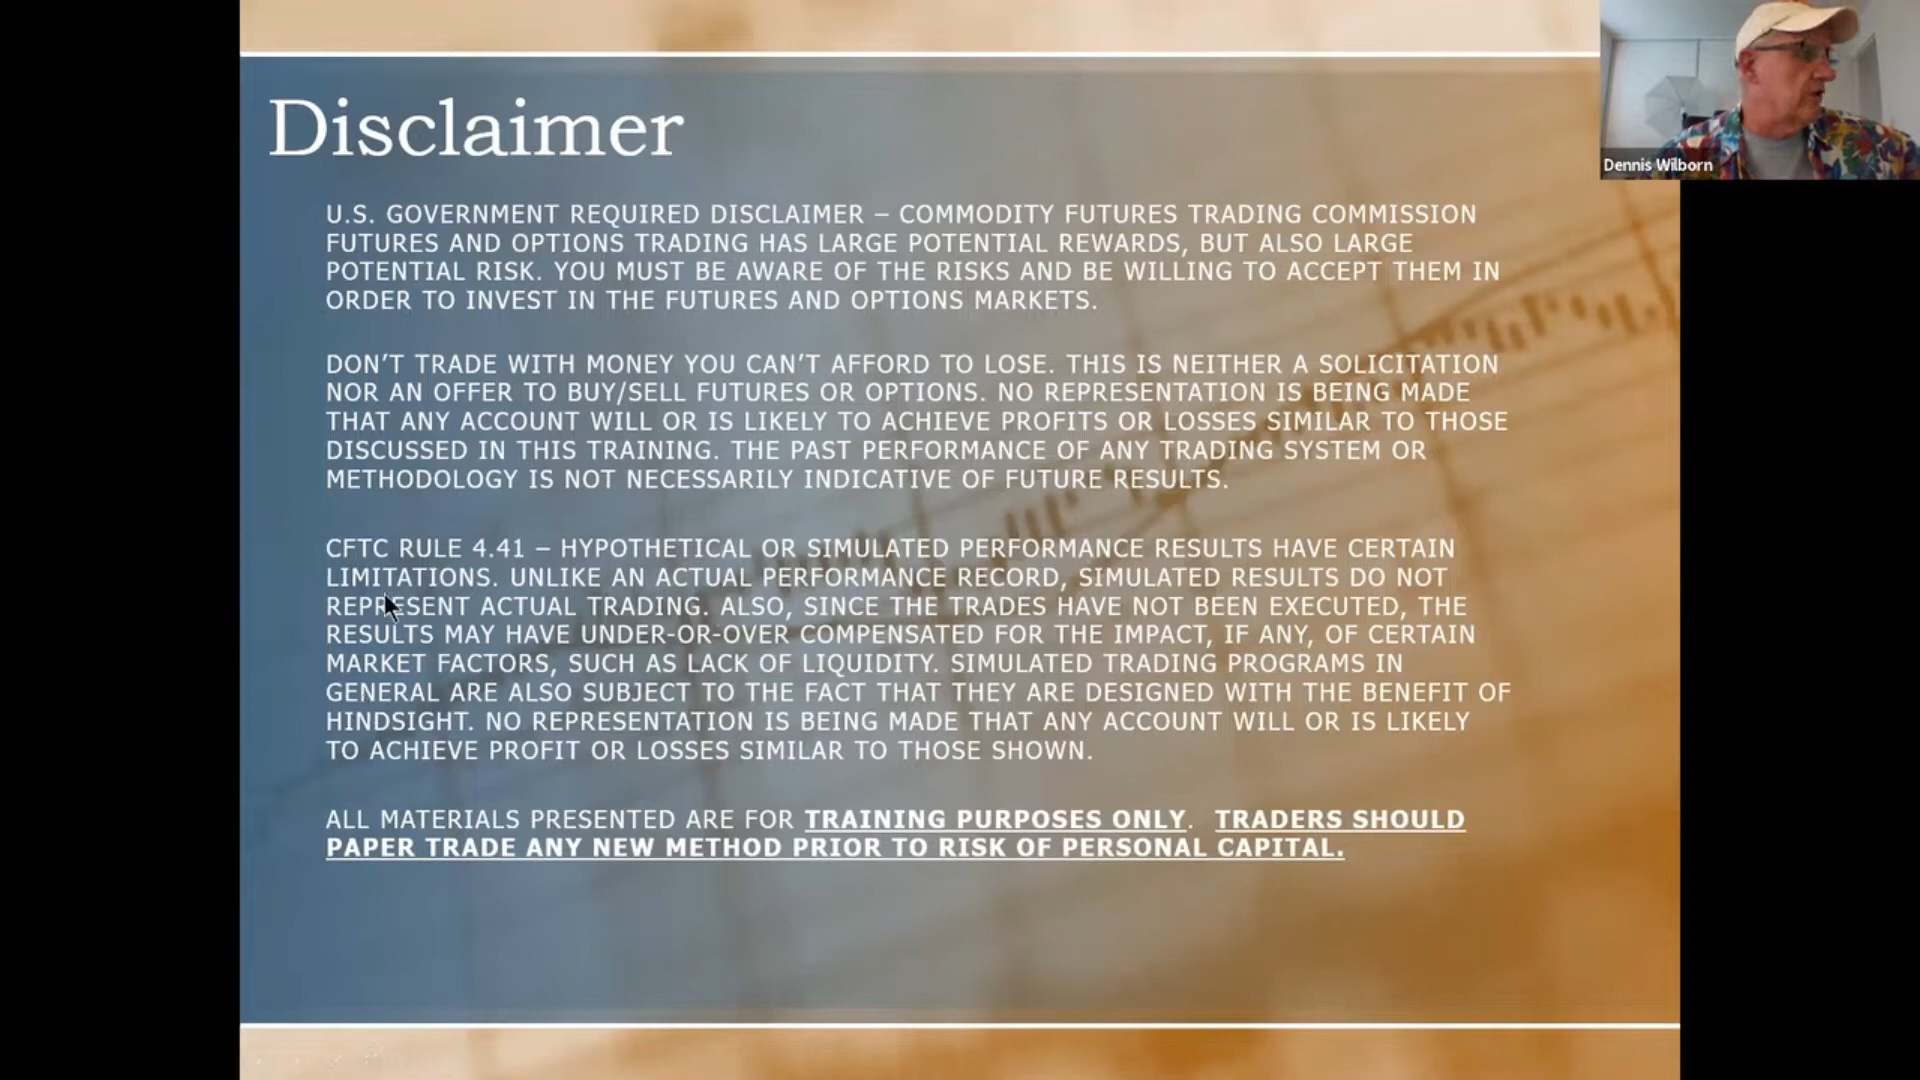 Disclaimer
Dennis Wilborn
U.S. GOVERNMENT REQUIRED DISCLAIMER – COMMODITY FUTURES TRADING COMMISSION
FUTURES AND OPTIONS TRADING HAS LARGE POTENTIAL REWARDS, BUT ALSO LARGE
POTENTIAL RISK. YOU MUST BE AWARE OF THE RISKS AND BE WILLING TO ACCEPT THEM IN
ORDER TO INVEST IN THE FUTURES AND OPTIONS MARKETS.
DON’T TRADE WITH MONEY YOU CAN’T AFFORD TO LOSE. THIS IS NEITHER A SOLICITATION
NOR AN OFFER TO BUY/SELL FUTURES OR OPTIONS. NO REPRESENTATION IS BEING MADE
THAT ANY ACCOUNT WILL OR IS LIKELY TO ACHIEVE PROFITS OR LOSSES SIMILAR TO THOSE
DISCUSSED IN THIS TRAINING. THE PAST PERFORMANCE OF ANY TRADING SYSTEM OR
METHODOLOGY IS NOT NECESSARILY INDICATIVE OF FUTURE RESULTS.
CFTC RULE 4.41 – HYPOTHETICAL OR SIMULATED PERFORMANCE RESULTS HAVE CERTAIN
LIMITATIONS. UNLIKE AN ACTUAL PERFORMANCE RECORD, SIMULATED RESULTS DO NOT
REPRESENT ACTUAL TRADING. ALSO, SINCE THE TRADES HAVE NOT BEEN EXECUTED, THE
RESULTS MAY HAVE UNDER-OR-OVER COMPENSATED FOR THE IMPACT, IF ANY, OF CERTAIN
MARKET FACTORS, SUCH AS LACK OF LIQUIDITY. SIMULATED TRADING PROGRAMS IN
GENERAL ARE ALSO SUBJECT TO THE FACT THAT THEY ARE DESIGNED WITH THE BENEFIT OF
HINDSIGHT. NO REPRESENTATION IS BEING MADE THAT ANY ACCOUNT WILL OR IS LIKELY
TO ACHIEVE PROFIT OR LOSSES SIMILAR TO THOSE SHOWN.
ALL MATERIALS PRESENTED ARE FOR TRAINING PURPOSES ONLY. TRADERS SHOULD
PAPER TRADE ANY NEW METHOD PRIOR TO RISK OF PERSONAL CAPITAL.